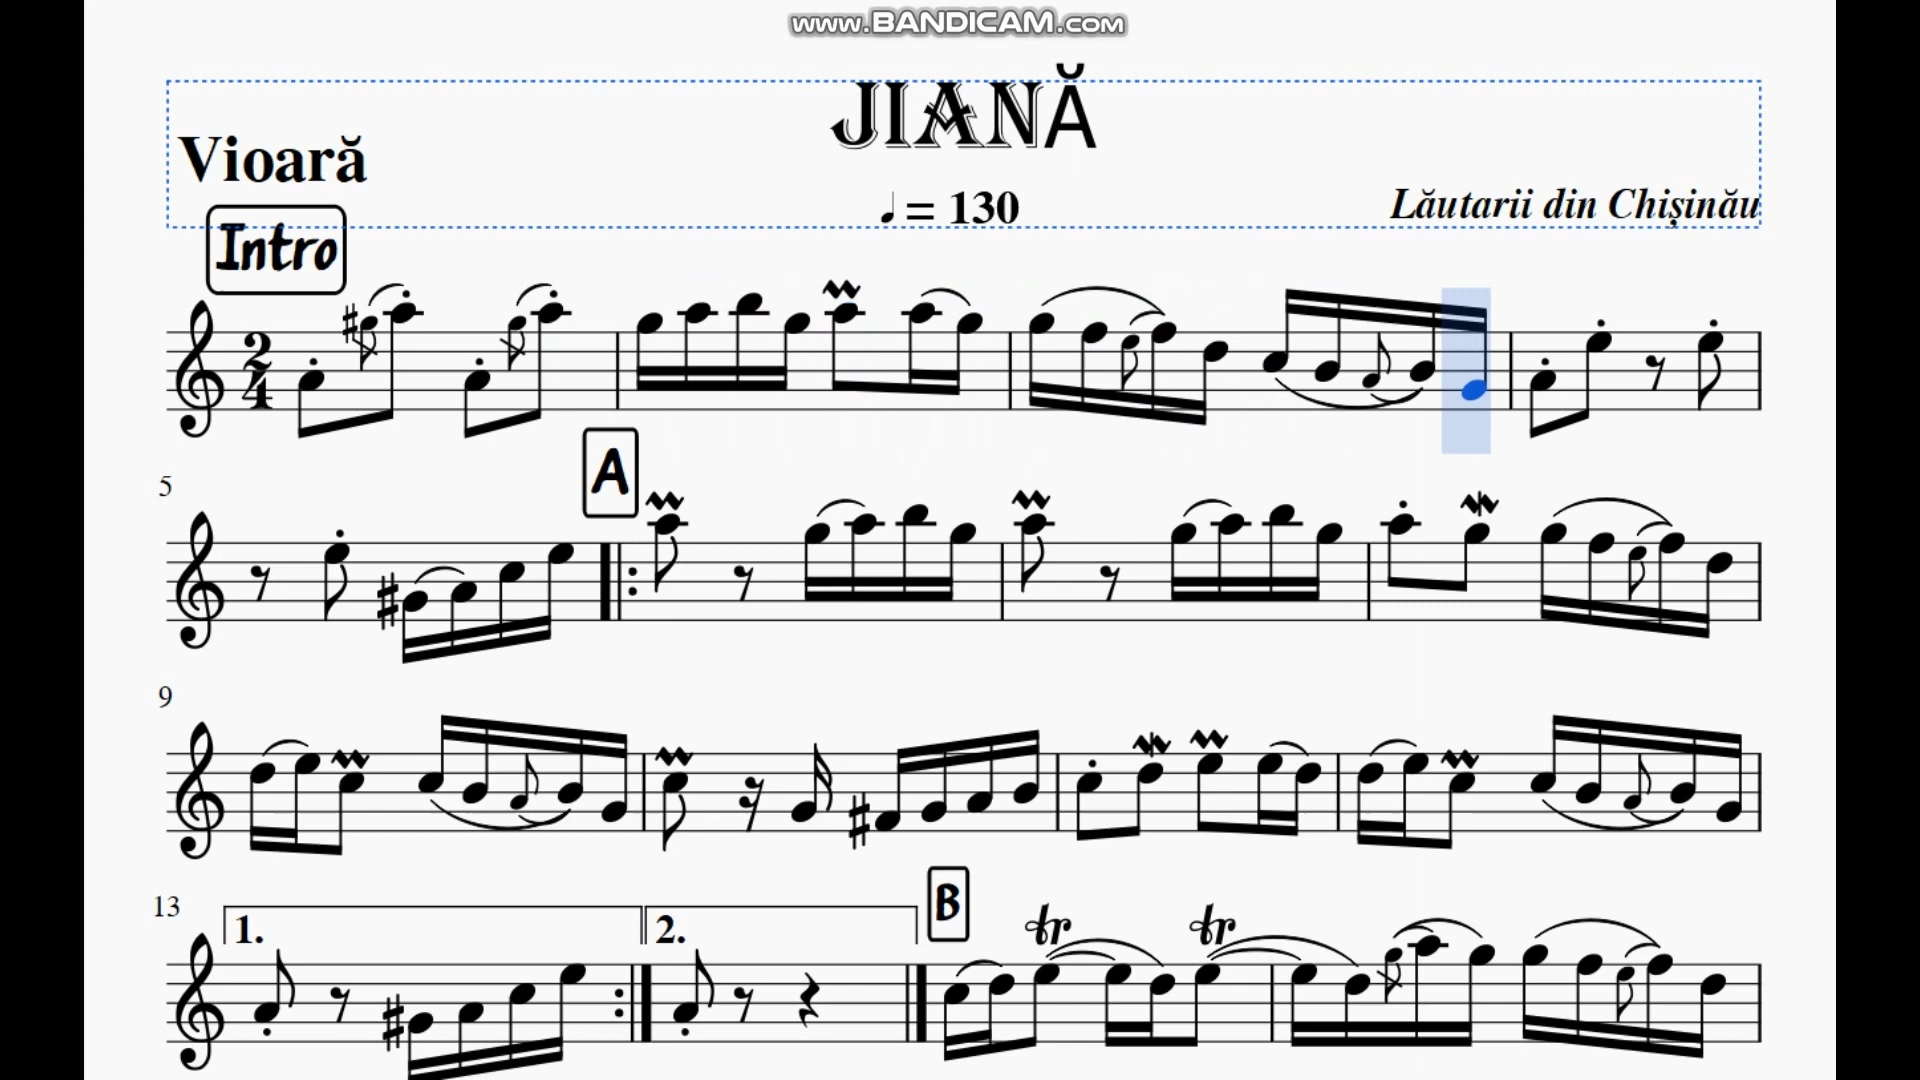 www.BANDICAM.com
JIANĂ
Vioară
♩ = 130
Lăutarii din Chișinău
Intro
2
4
A
5
9
B
13
1.
2.
tr
tr